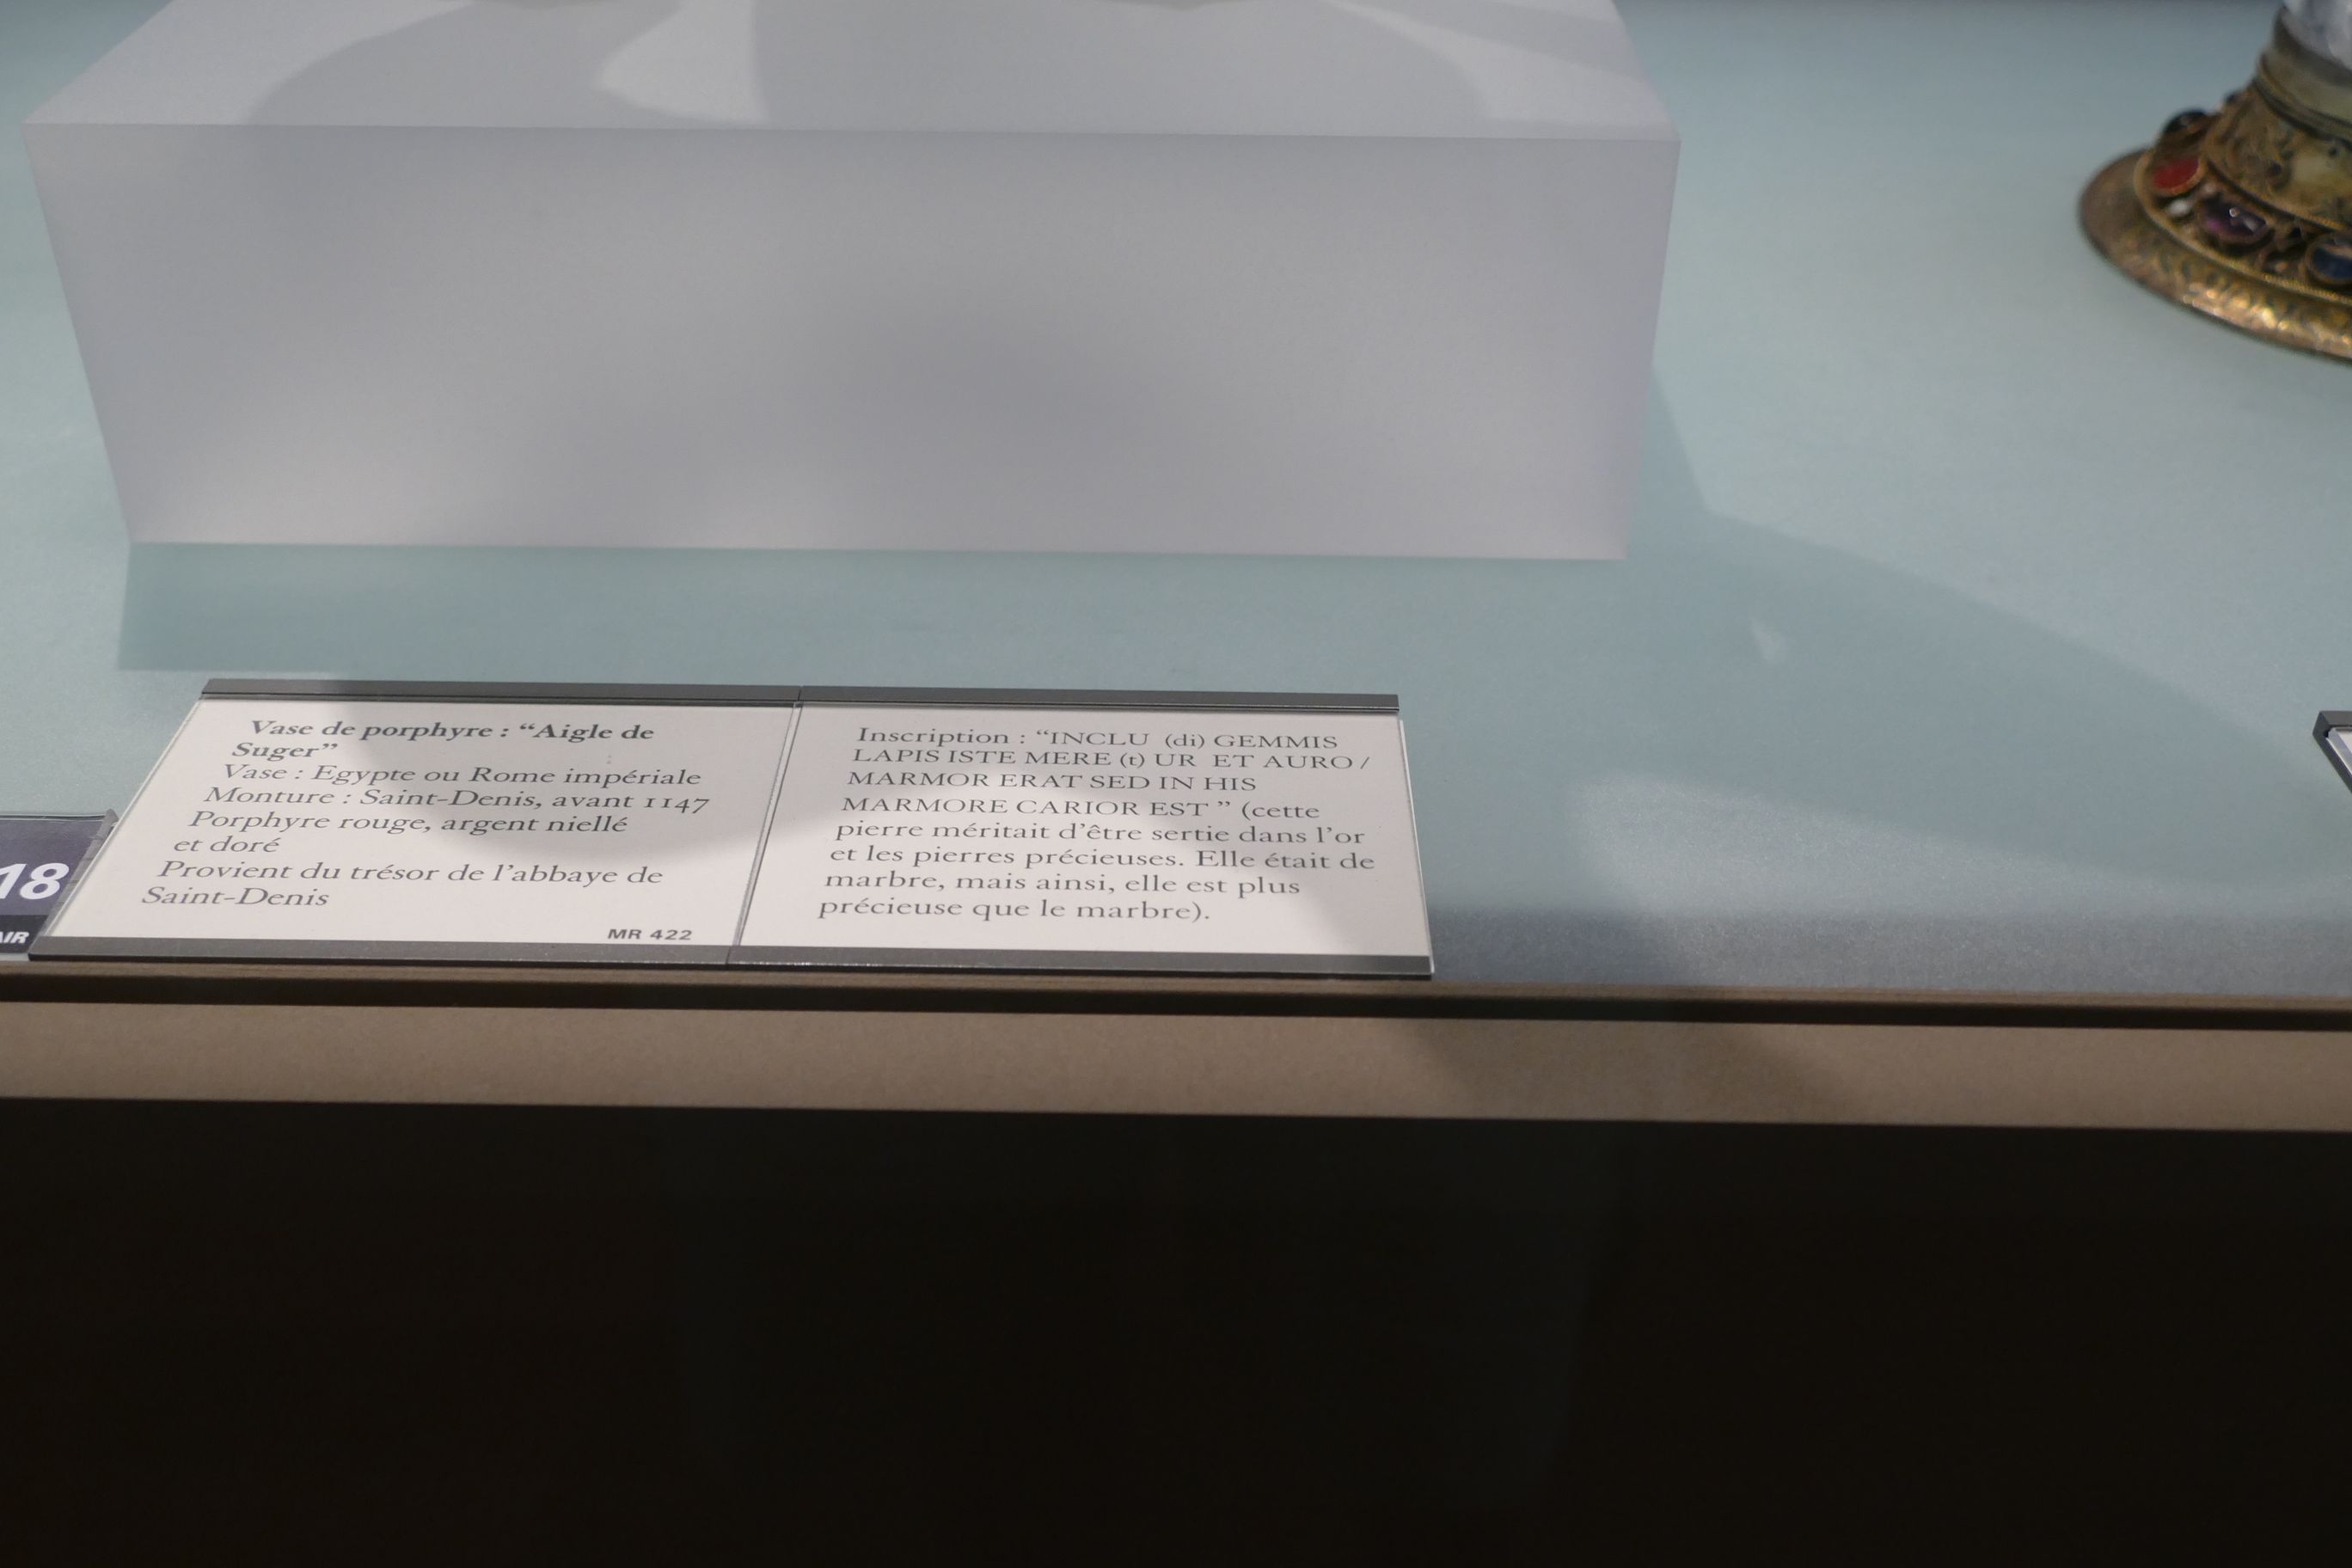 Vase de porphyre : “Aigle de
Suger”
Vase : Egypte ou Rome impériale
Monture : Saint-Denis, avant 1147
Porphyre rouge, argent niellé
et doré
Provient du trésor de l’abbaye de
Saint-Denis
MR 422
Inscription : “INCLU (di) GEMMIS
LAPIS ISTE MERE (t) UR ET AURO /
MARMOR ERAT SED IN HIS
MARMORE CARIOR EST ” (cette
pierre méritait d’être sertie dans l’or
et les pierres précieuses. Elle était de
marbre, mais ainsi, elle est plus
précieuse que le marbre).
18